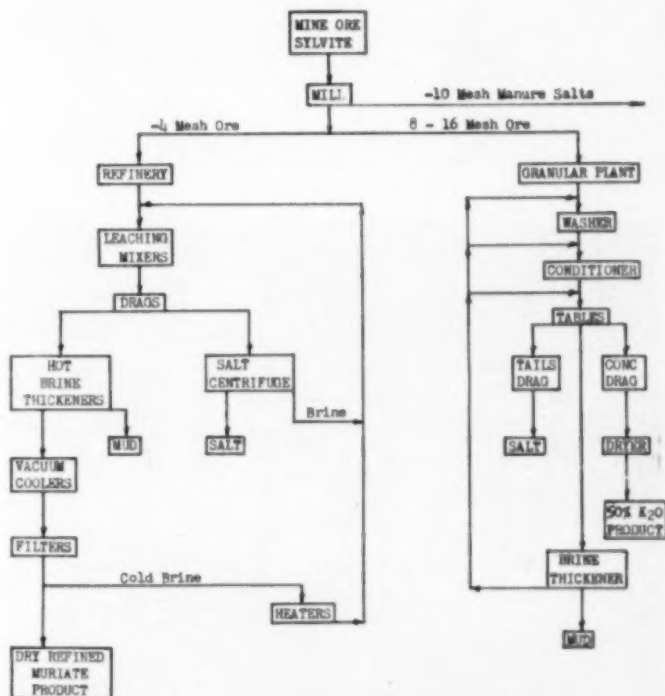 MINE ORE
SYLVITE
MILL
-10 Mesh Manure Salts
-4 Mesh Ore
8 - 16 Mesh Ore
REFINERY
GRANULAR PLANT
WASHER
LEACHING
MIXERS
CONDITIONER
DRAGS
TABLES
HOT
BRINE
THICKENERS
SALT
CENTRIFUDE
TAILS
DRAG
CONC
DRAG
Brine
MUD
SALT
SALT
DRYER
VACUUM
COOLERS
50% K2O
PRODUCT
FILTERS
BRINE
THICKENER
Cold Brine
HEATERS
MUD
DRY REFINED
MURIATE
PRODUCT